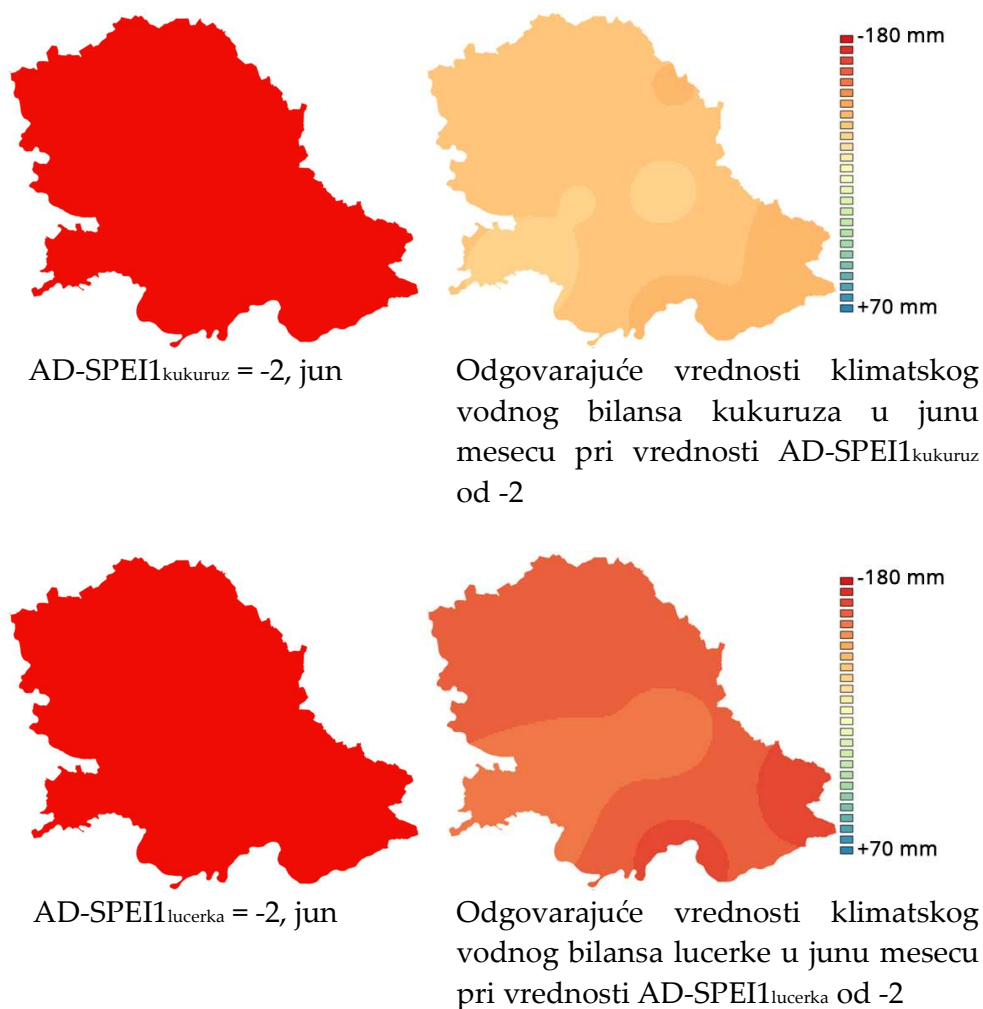 -180 mm
+70 mm
AD-SPEI1kukuruz = -2, jun
Odgovarajuće vrednosti klimatskog
vodnog bilansa kukuruza u junu
mesecu pri vrednosti AD-SPEI1kukuruz
od -2
-180 mm
+70 mm
AD-SPEI1lucerka = -2, jun
Odgovarajuće vrednosti klimatskog
vodnog bilansa lucerke u junu mesecu
pri vrednosti AD-SPEI1lucerka od -2